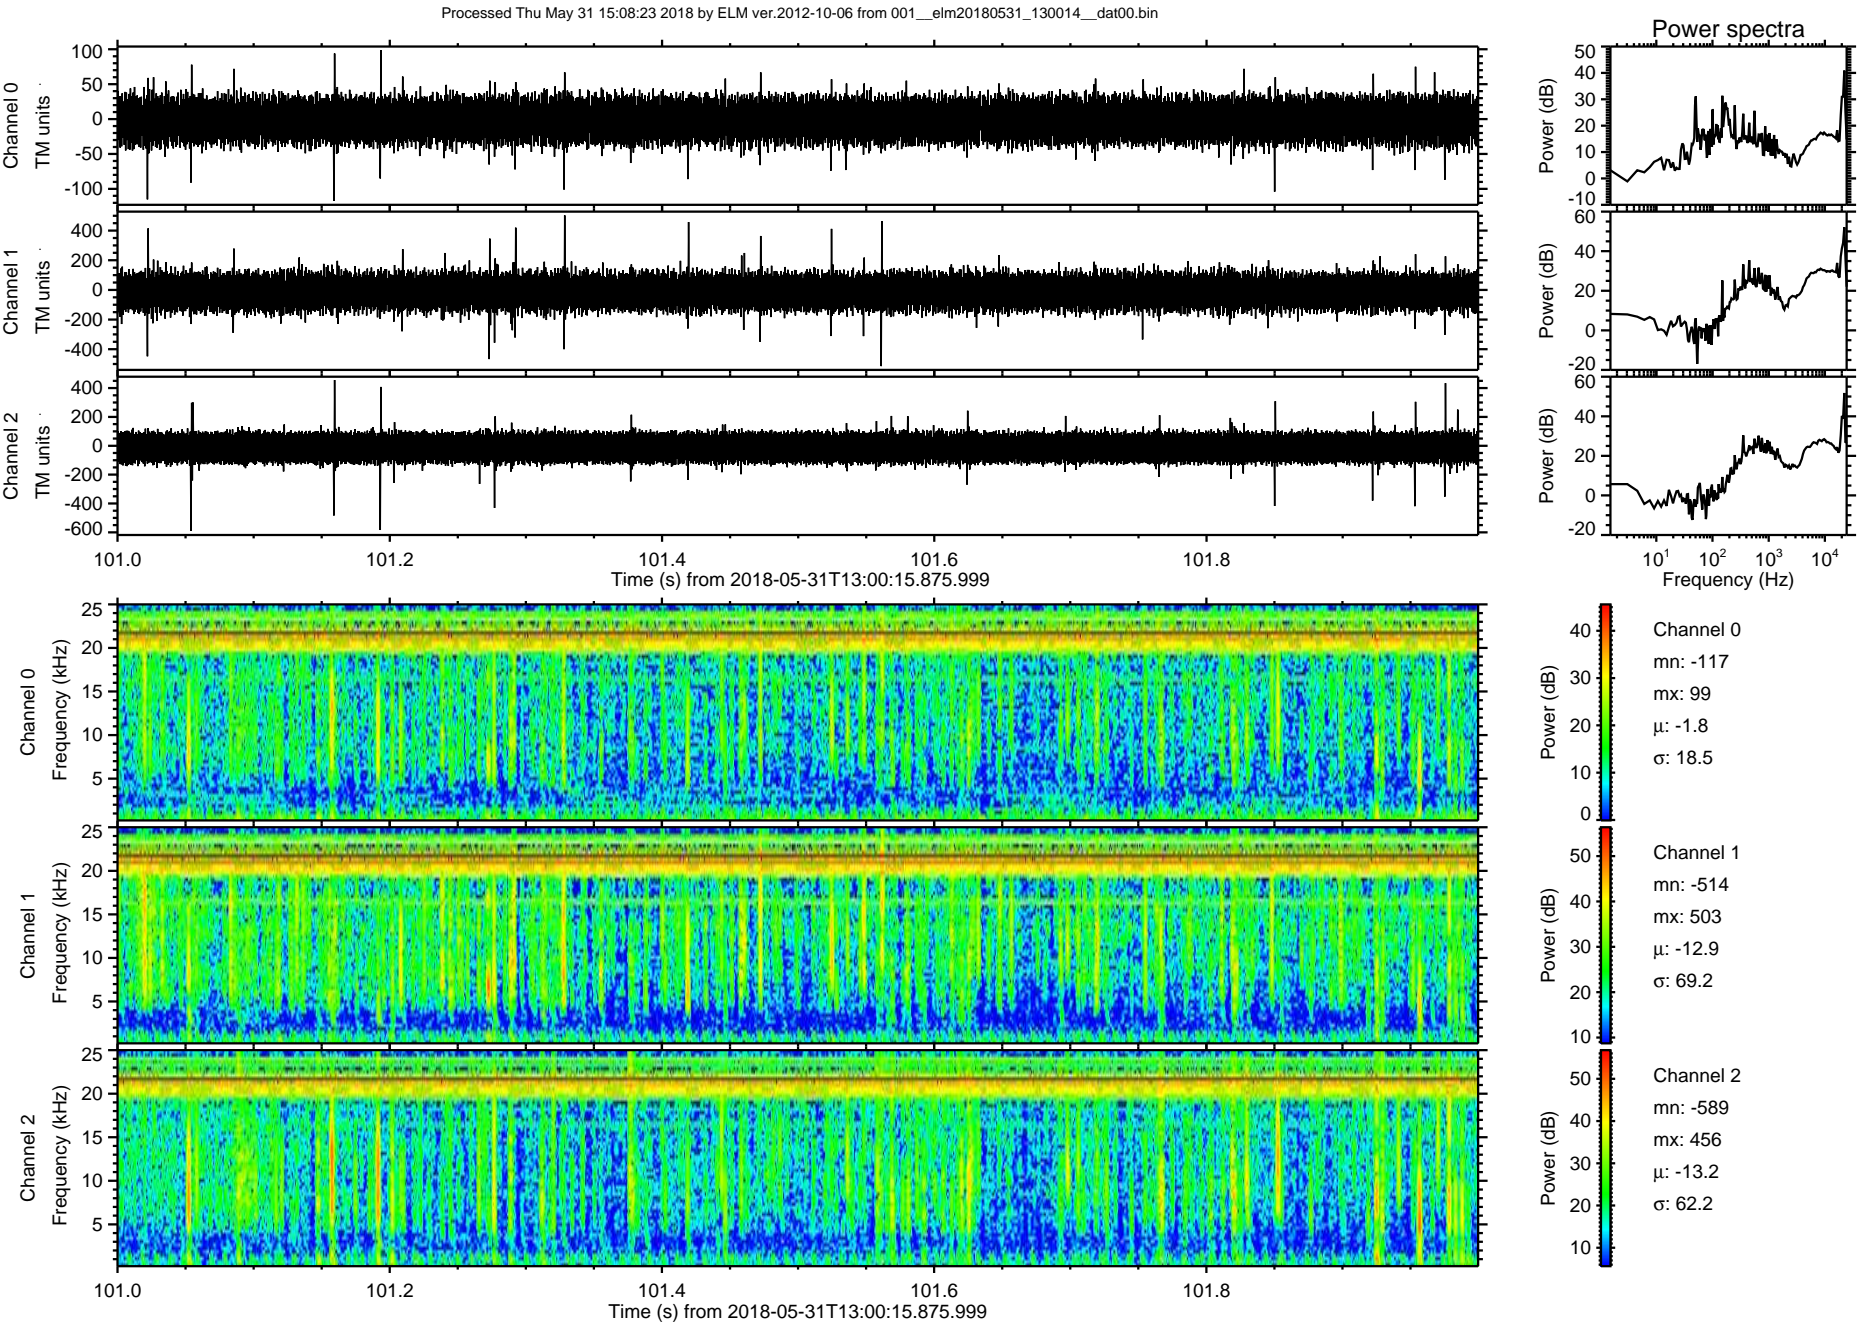 Processed Thu May 31 15:08:23 2018 by ELM ver.2012-10-06 from 001__elm20180531_130014__dat00.bin
Power spectra
Channel 0
TM units
100
50
0
-50
-100
Power (dB)
50
40
30
20
10
0
-10
Channel 1
TM units
400
200
0
-200
-400
Power (dB)
60
40
20
0
-20
Channel 2
TM units
400
200
0
-200
-400
-600
Power (dB)
60
40
20
0
-20
101.0 101.2 101.4 101.6 101.8
Time (s) from 2018-05-31T13:00:15.875.999
10¹ 10² 10³ 10⁴
Frequency (Hz)
Channel 0
Frequency (kHz)
25
20
15
10
5
Power (dB)
40
30
20
10
0
Channel 0
mn: -117
mx: 99
μ: -1.8
σ: 18.5
Channel 1
Frequency (kHz)
25
20
15
10
5
Power (dB)
50
40
30
20
10
Channel 1
mn: -514
mx: 503
μ: -12.9
σ: 69.2
Channel 2
Frequency (kHz)
25
20
15
10
5
Power (dB)
50
40
30
20
10
Channel 2
mn: -589
mx: 456
μ: -13.2
σ: 62.2
101.0 101.2 101.4 101.6 101.8
Time (s) from 2018-05-31T13:00:15.875.999